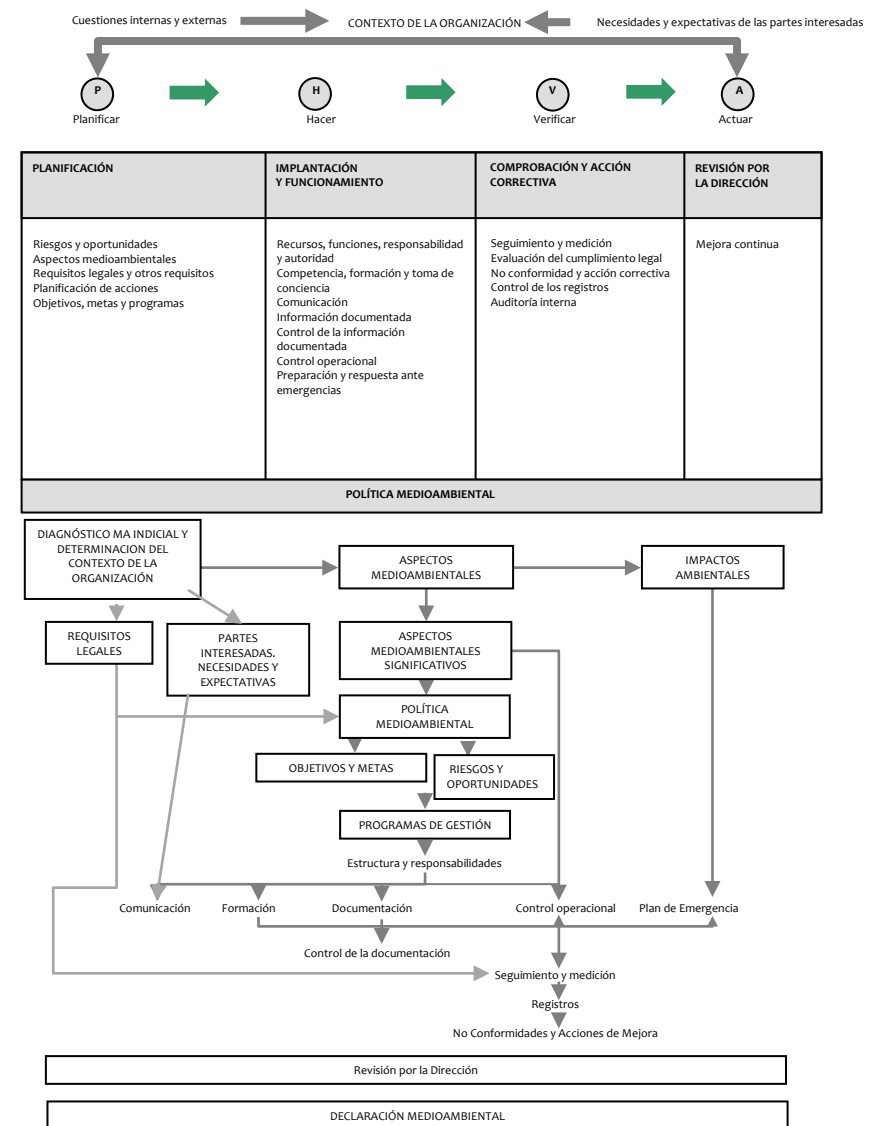 Cuestiones internas y externas
CONTEXTO DE LA ORGANIZACIÓN
Necesidades y expectativas de las partes interesadas
P
H
V
A
Planificar
Hacer
Verificar
Actuar
PLANIFICACIÓN
IMPLANTACIÓN
Y FUNCIONAMIENTO
COMPROBACIÓN Y ACCIÓN
CORRECTIVA
REVISIÓN POR
LA DIRECCIÓN
Riesgos y oportunidades
Aspectos medioambientales
Requisitos legales y otros requisitos
Planificación de acciones
Objetivos, metas y programas
Recursos, funciones, responsabilidad
y autoridad
Competencia, formación y toma de
conciencia
Comunicación
Información documentada
Control de la información
documentada
Control operacional
Preparación y respuesta ante
emergencias
Seguimiento y medición
Evaluación del cumplimiento legal
No conformidad y acción correctiva
Control de los registros
Auditoría interna
Mejora continua
POLÍTICA MEDIOAMBIENTAL
DIAGNÓSTICO MA INDICIAL Y
DETERMINACION DEL
CONTEXTO DE LA
ORGANIZACIÓN
ASPECTOS
MEDIOAMBIENTALES
IMPACTOS
AMBIENTALES
REQUISITOS
LEGALES
PARTES
INTERESADAS.
NECESIDADES Y
EXPECTATIVAS
ASPECTOS
MEDIOAMBIENTALES
SIGNIFICATIVOS
POLÍTICA
MEDIOAMBIENTAL
OBJETIVOS Y METAS
RIESGOS Y
OPORTUNIDADES
PROGRAMAS DE GESTIÓN
Estructura y responsabilidades
Comunicación
Formación
Documentación
Control operacional
Plan de Emergencia
Control de la documentación
Seguimiento y medición
Registros
No Conformidades y Acciones de Mejora
Revisión por la Dirección
DECLARACIÓN MEDIOAMBIENTAL